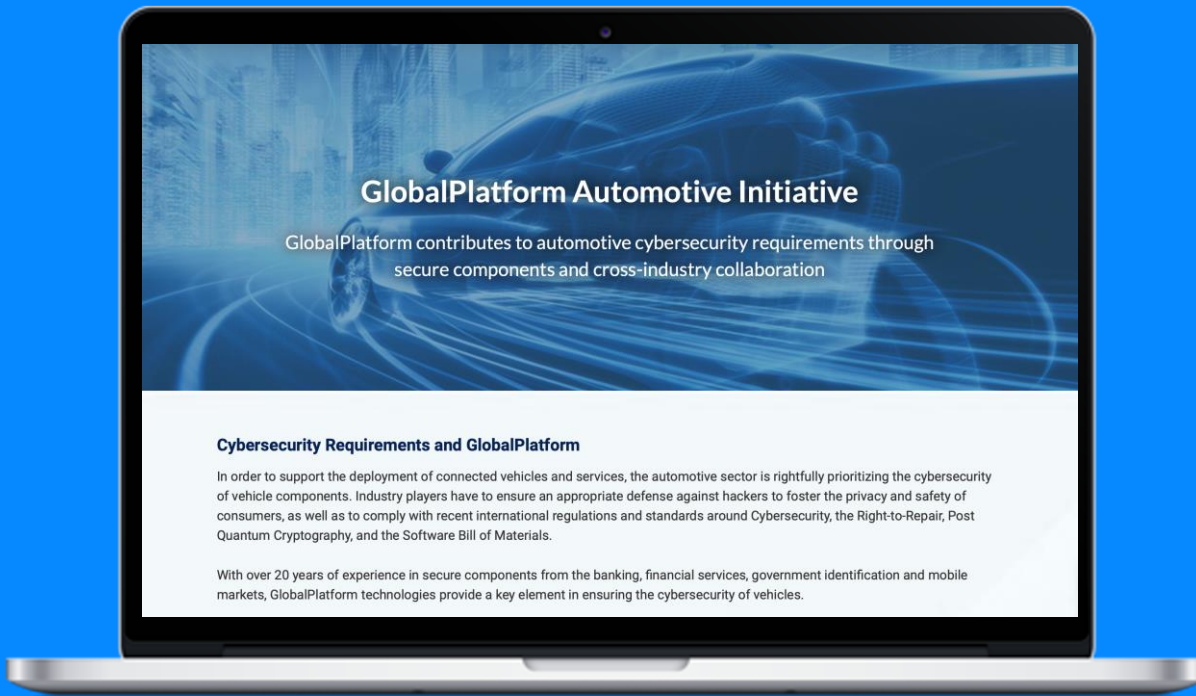 GlobalPlatform Automotive Initiative
GlobalPlatform contributes to automotive cybersecurity requirements through
secure components and cross-industry collaboration
Cybersecurity Requirements and GlobalPlatform
In order to support the deployment of connected vehicles and services, the automotive sector is rightfully prioritizing the cybersecurity
of vehicle components. Industry players have to ensure an appropriate defense against hackers to foster the privacy and safety of
consumers, as well as to comply with recent international regulations and standards around Cybersecurity, the Right-to-Repair, Post
Quantum Cryptography, and the Software Bill of Materials.
With over 20 years of experience in secure components from the banking, financial services, government identification and mobile
markets, GlobalPlatform technologies provide a key element in ensuring the cybersecurity of vehicles.